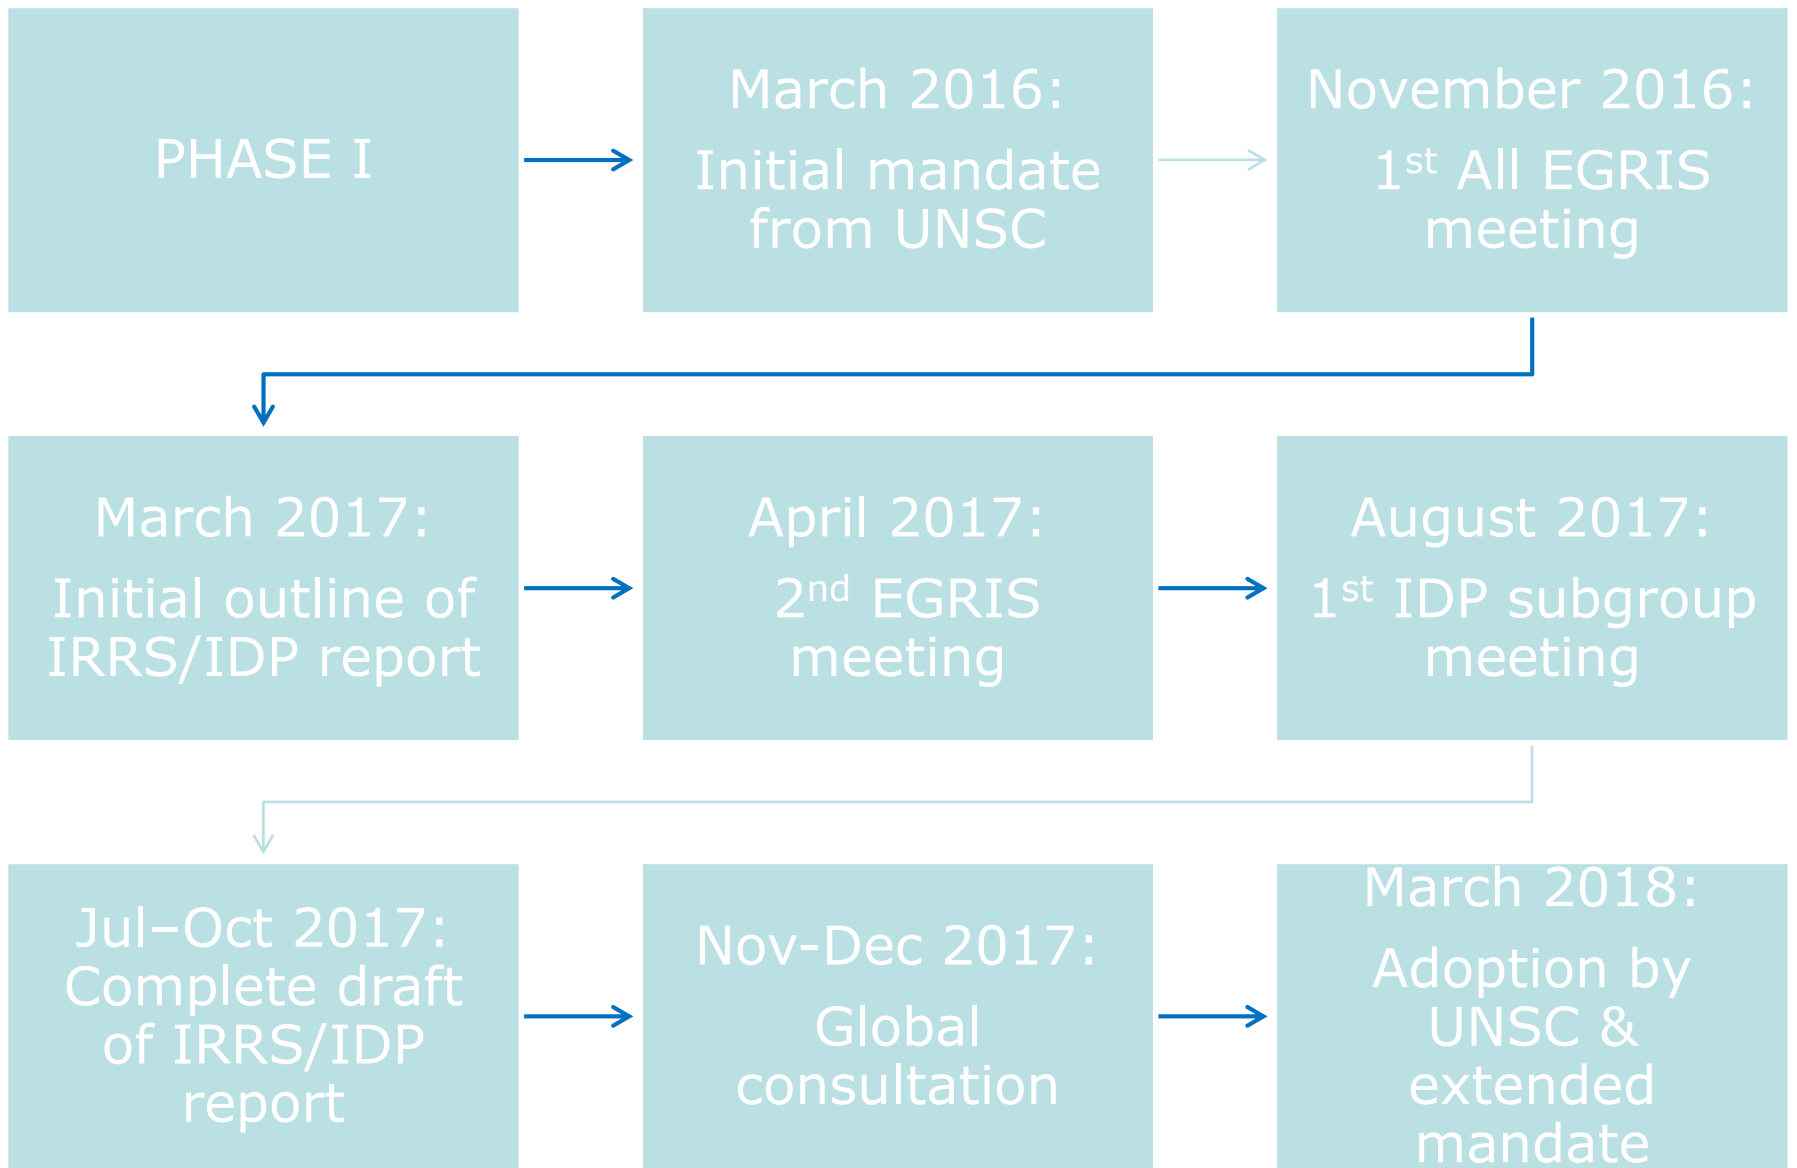 PHASE I
March 2016:
Initial mandate
from UNSC
November 2016:
1st All EGRIS
meeting
March 2017:
Initial outline of
IRRS/IDP report
April 2017:
2nd EGRIS
meeting
August 2017:
1st IDP subgroup
meeting
Jul–Oct 2017:
Complete draft
of IRRS/IDP
report
Nov-Dec 2017:
Global
consultation
March 2018:
Adoption by
UNSC &
extended
mandate